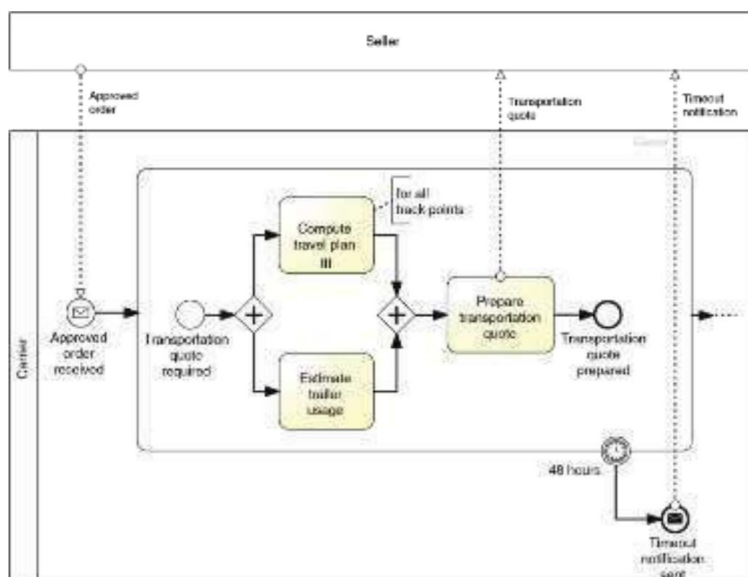 Seller
Approved
order
Transportation
quote
Timeout
notification
Carrier
for all
track points
Compute
travel plan
Approved
order
received
Transportation
quote
required
Prepare
transportation
quote
Transportation
quote
prepared
Estimate
trailer
usage
48 hours
Timeout
notification
sent